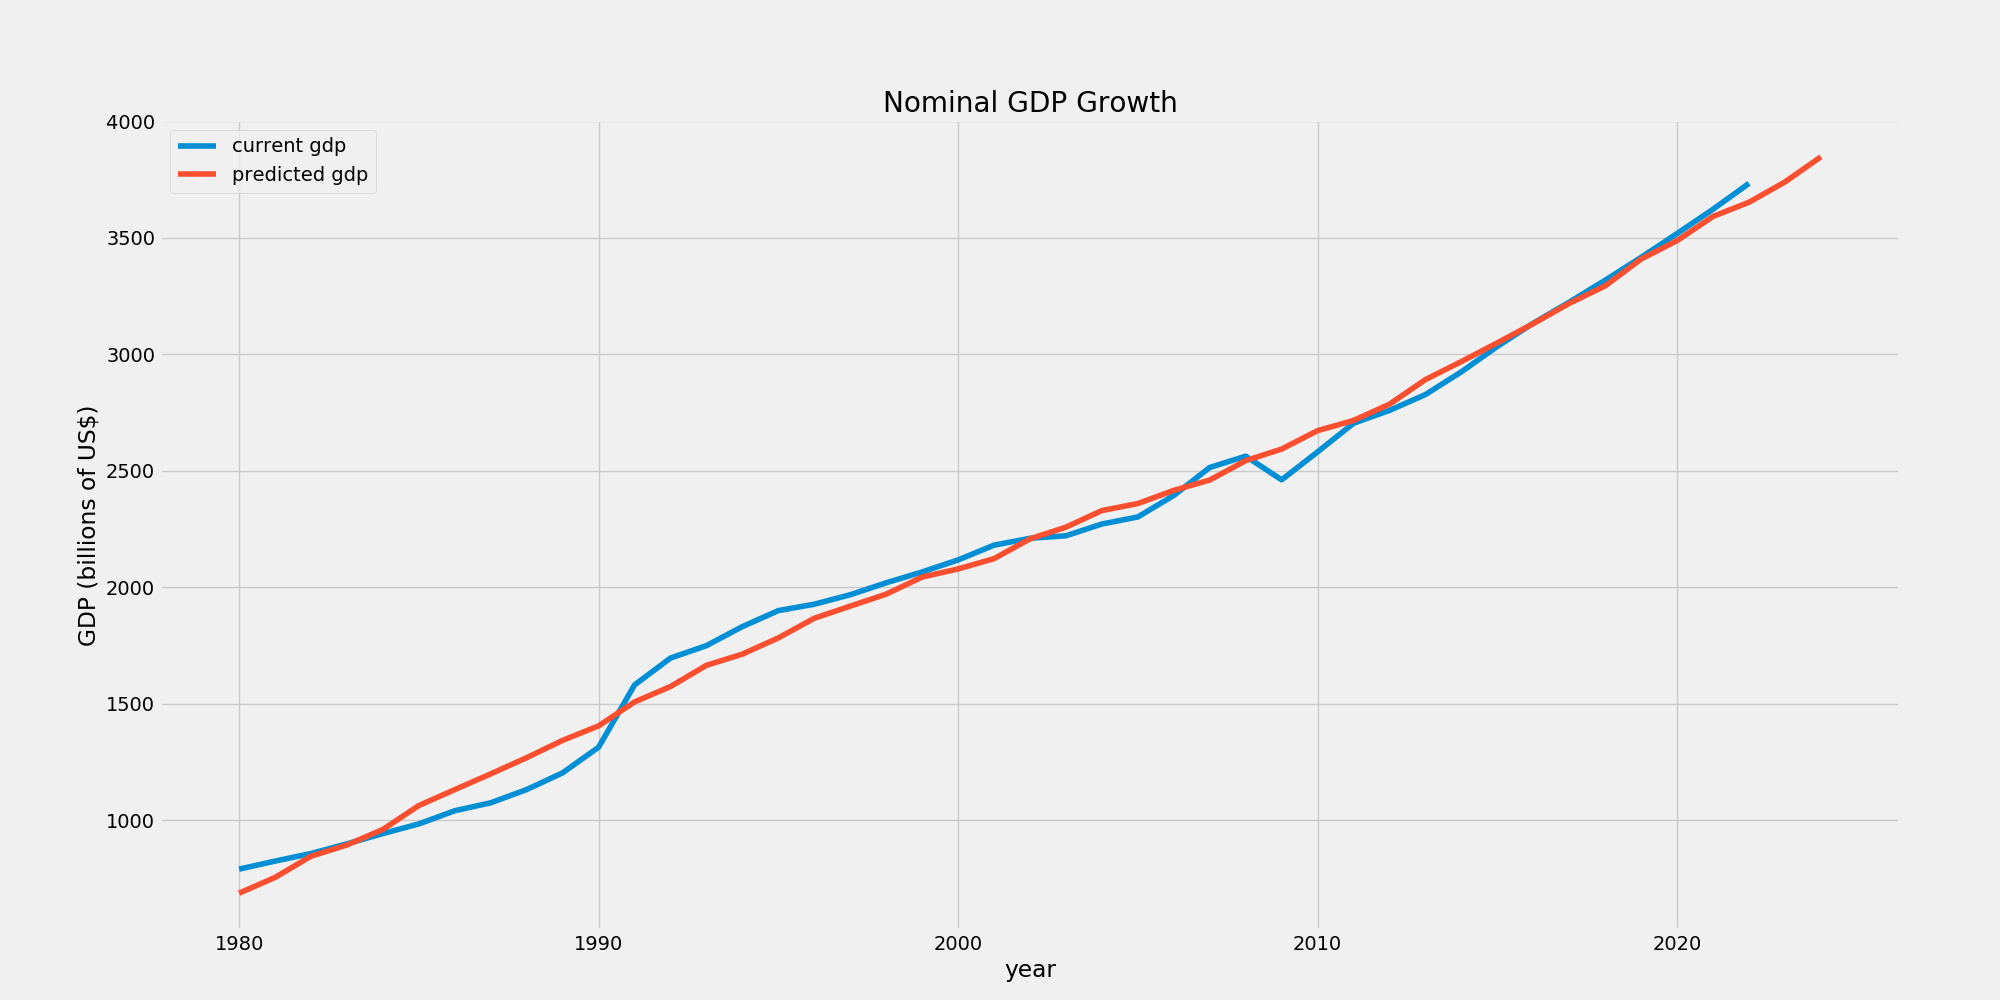 Nominal GDP Growth
current gdp
predicted gdp
4000
3500
3000
2500
2000
1500
1000
GDP (billions of US$)
1980 1990 2000 2010 2020
year